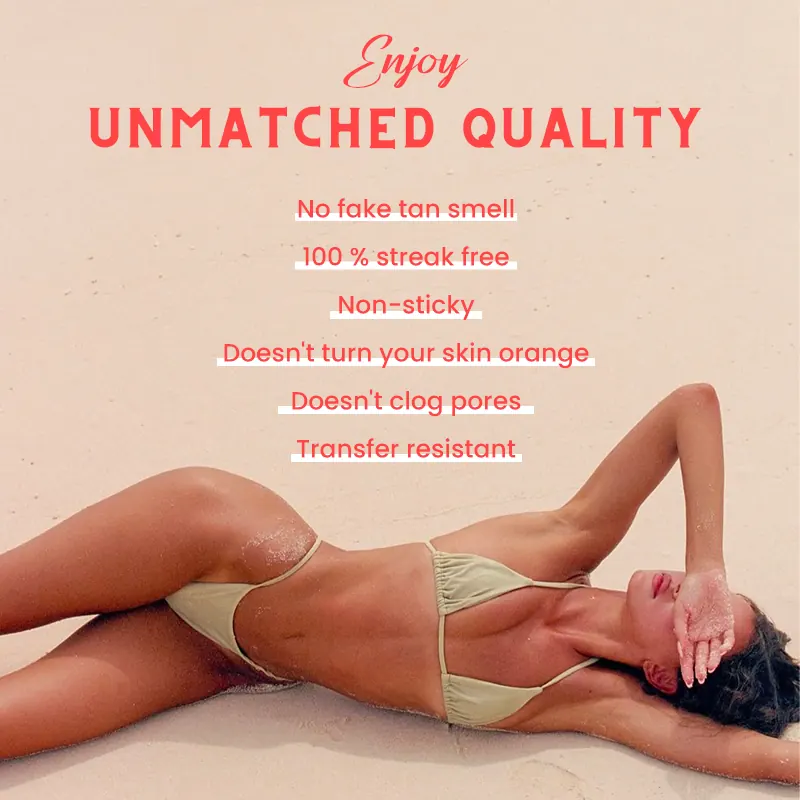 Enjoy
UNMATCHED QUALITY
No fake tan smell
100 % streak free
Non-sticky
Doesn't turn your skin orange
Doesn't clog pores
Transfer resistant